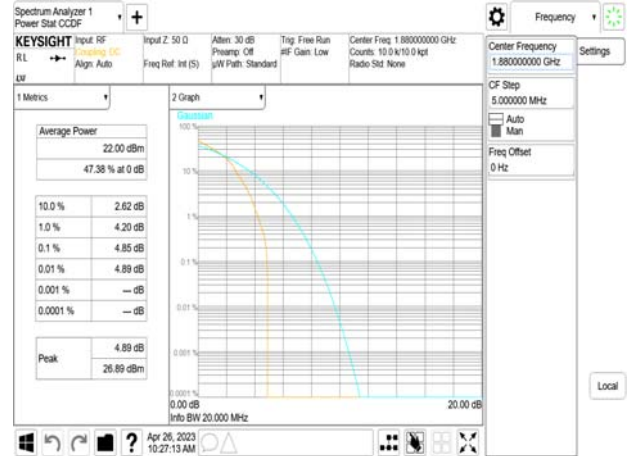 Spectrum Analyzer 1
Power Stat CCDF
Frequency
KEYSIGHT
RL
Input: RF
Coupling: DC
Align: Auto
Input Z: 50 Ω
Freq Ref: Int (S)
Atten: 30 dB
Preamp: Off
µW Path: Standard
Trig: Free Run
#IF Gain: Low
Center Freq: 1.880000000 GHz
Counts: 10.0 k/10.0 kpt
Radio Std: None
Center Frequency
1.880000000 GHz
Settings
CF Step
5.000000 MHz
Auto
Man
Freq Offset
0 Hz
Local
1 Metrics
Average Power
22.00 dBm
47.38 % at 0 dB
10.0 % 2.62 dB
1.0 % 4.20 dB
0.1 % 4.85 dB
0.01 % 4.89 dB
0.001 % --- dB
0.0001 % --- dB
Peak
4.89 dB
26.89 dBm
2 Graph
Gaussian
100 %
10 %
1 %
0.1 %
0.01 %
0.001 %
0.0001 %
0.00 dB
20.00 dB
Info BW 20.000 MHz
Apr 26, 2023
10:27:13 AM